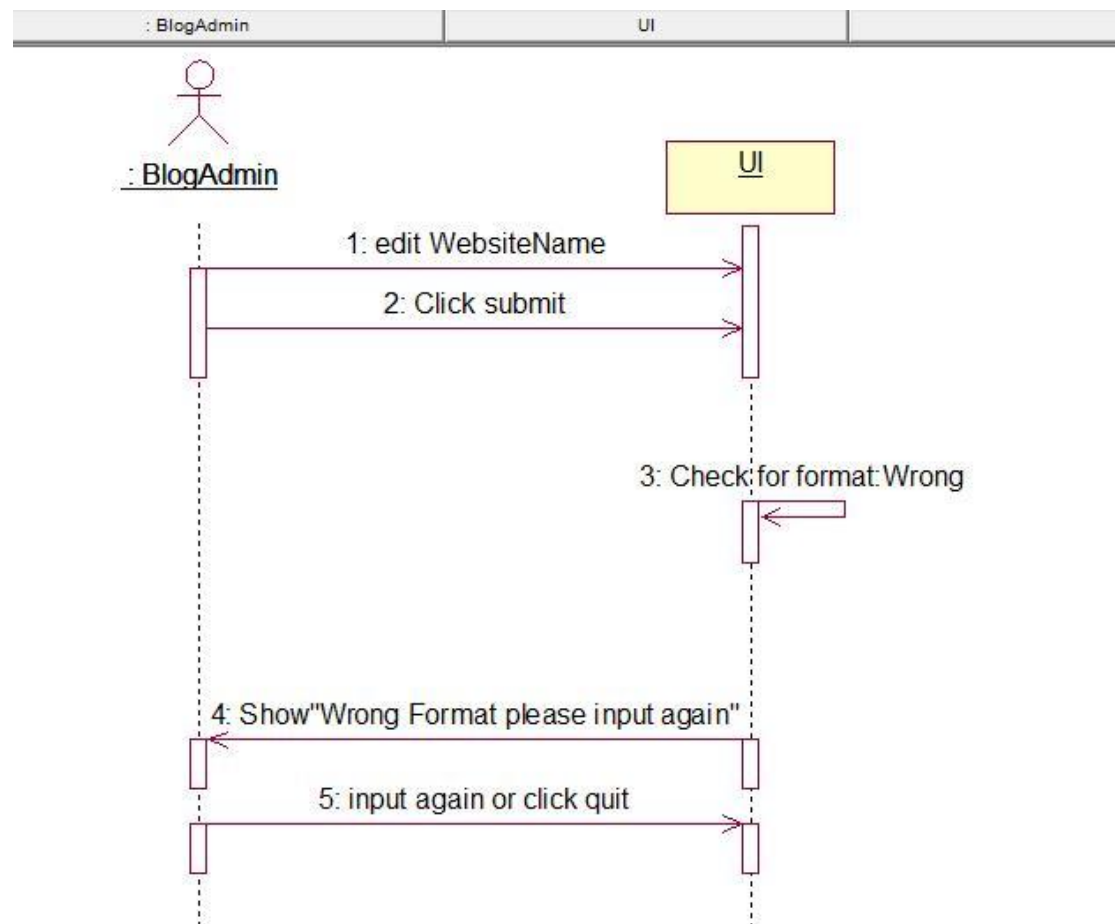 : BlogAdmin
UI
: BlogAdmin
UI
1: edit WebsiteName
2: Click submit
3: Check for format:Wrong
4: Show"Wrong Format please input again"
5: input again or click quit